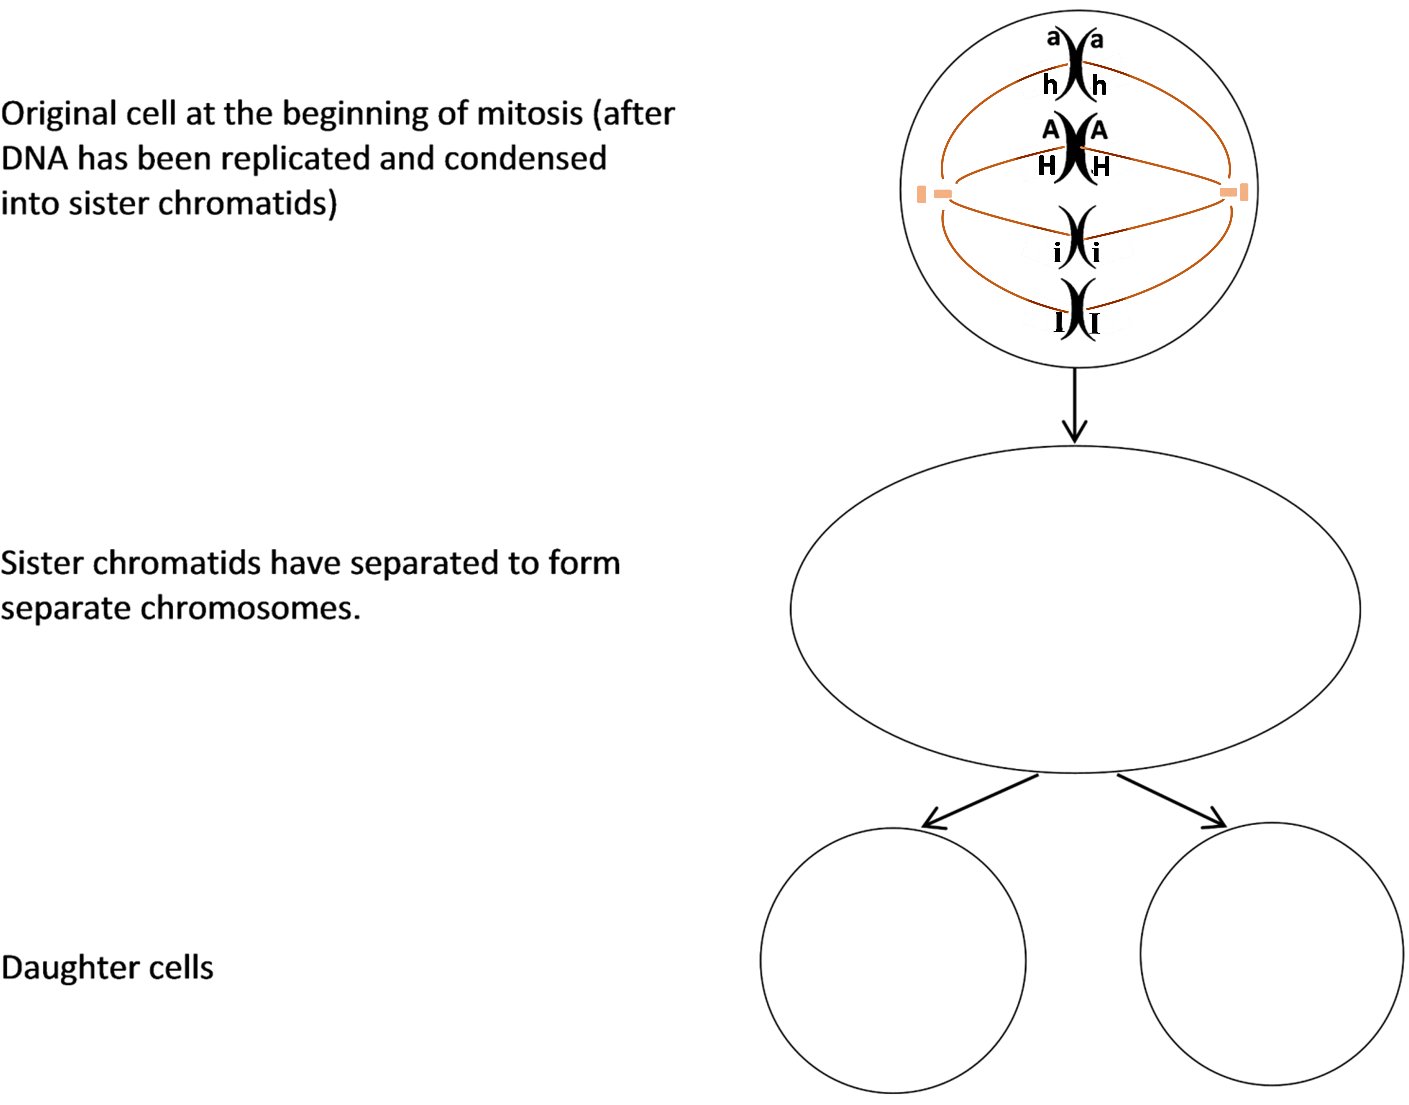 a a
h h
Original cell at the beginning of mitosis (after
A A
DNA has been replicated and condensed
H H
into sister chromatids)
i i
I I
Sister chromatids have separated to form
separate chromosomes.
Daughter cells